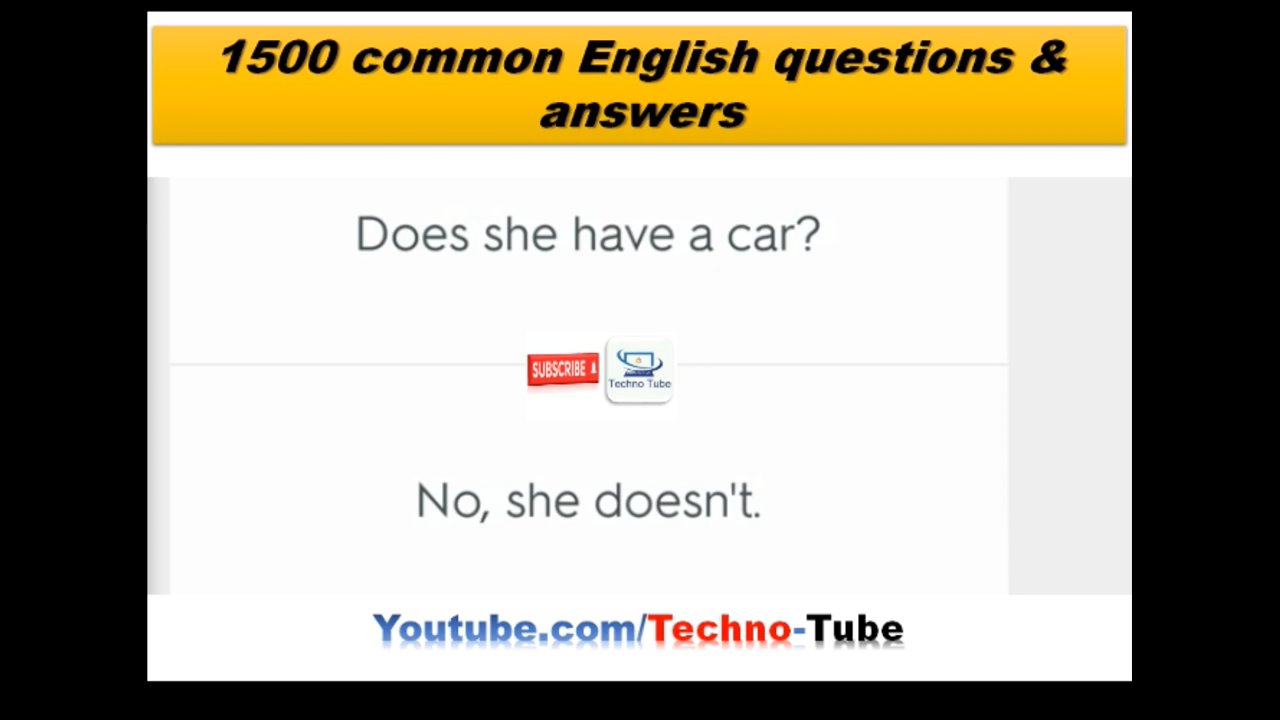 1500 common English questions &
answers
Does she have a car?
SUBSCRIBE
Techno Tube
No, she doesn't.
Youtube.com/Techno-Tube